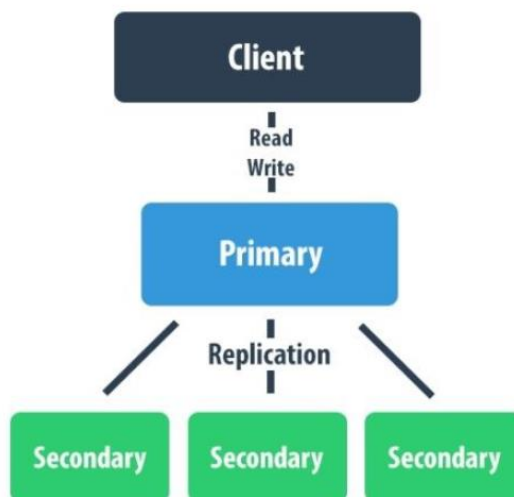 Client
Read
Write
Primary
Replication
Secondary Secondary Secondary